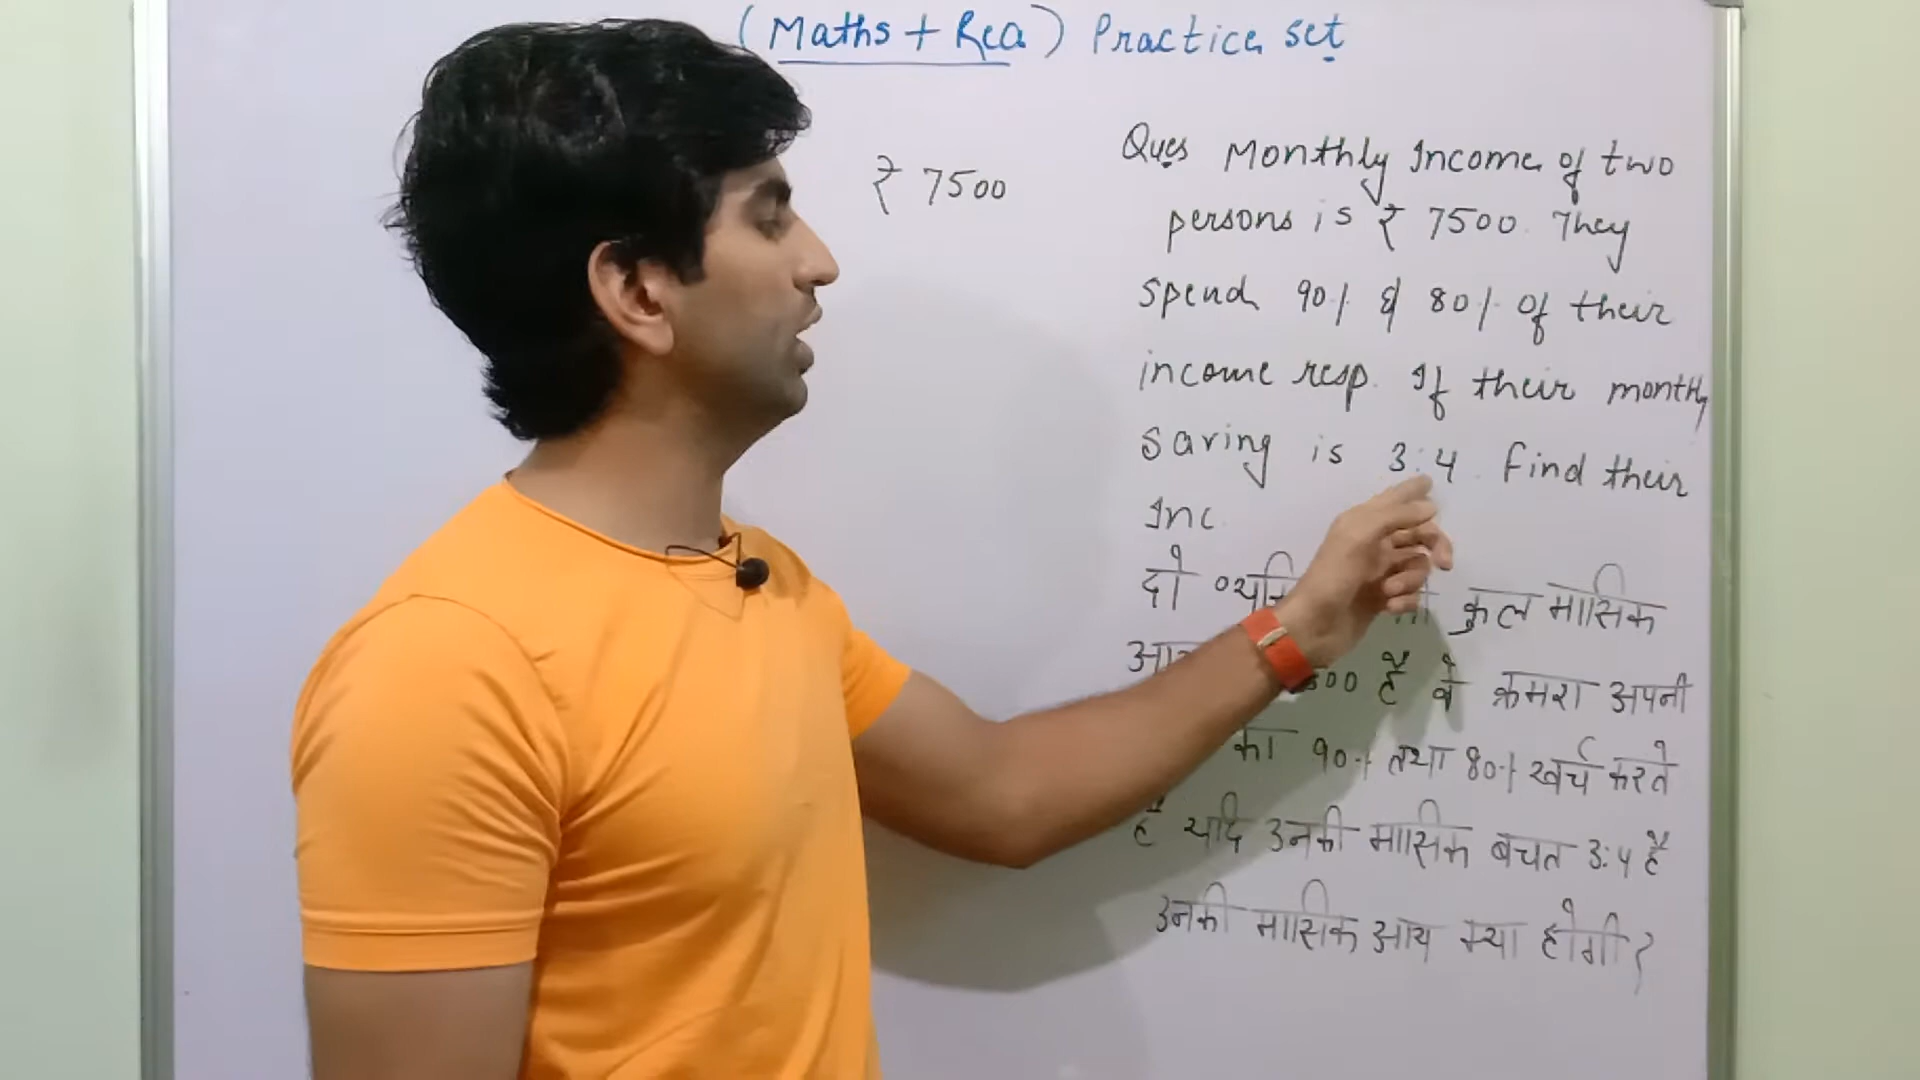 (Maths + Rea) Practice set
₹ 7500
Ques Monthly Income of two
persons is ₹ 7500. They
spend 90% & 80% of their
income resp. If their monthly
saving is 3:4. Find their
Inc.
दो कुल मासिक
है वे क्रमश अपनी
का 90% तथा 80% खर्च करते
है यदि उनकी मासिक बचत 3:4 है
उनकी मासिक आय क्या होगी?